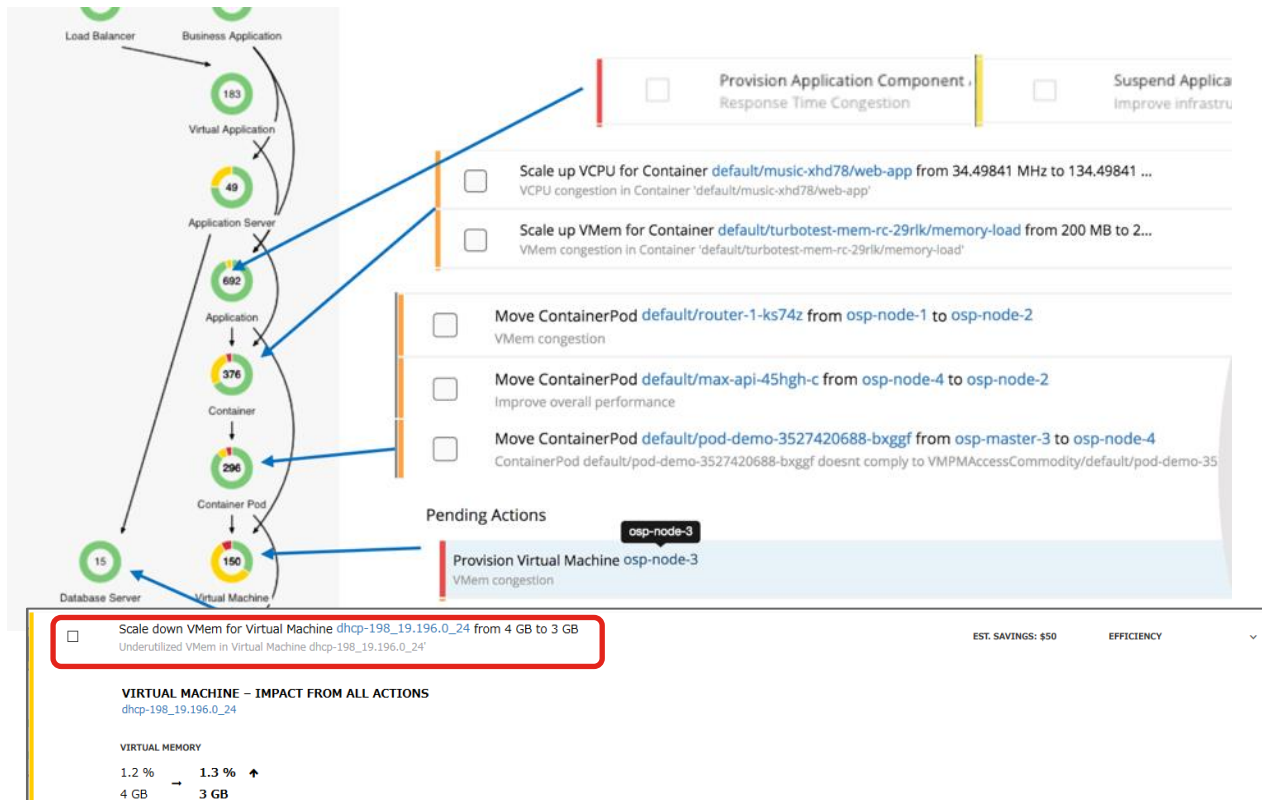 Load Balancer
Business Application
183
Virtual Application
49
Application Server
692
Application
376
Container
296
Container Pod
15
Database Server
150
Virtual Machine
Provision Application Component
Response Time Congestion
Suspend Applica
Improve infrastru
Scale up VCPU for Container default/music-xhd78/web-app from 34.49841 MHz to 134.49841 ...
VCPU congestion in Container 'default/music-xhd78/web-app'
Scale up VMem for Container default/turbotest-mem-rc-29rlk/memory-load from 200 MB to 2...
VMem congestion in Container 'default/turbotest-mem-rc-29rlk/memory-load'
Move ContainerPod default/router-1-ks74z from osp-node-1 to osp-node-2
VMem congestion
Move ContainerPod default/max-api-45hgh-c from osp-node-4 to osp-node-2
Improve overall performance
Move ContainerPod default/pod-demo-3527420688-bxggf from osp-master-3 to osp-node-4
ContainerPod default/pod-demo-3527420688-bxggf doesnt comply to VMPMAccessCommodity/default/pod-demo-35
Pending Actions
osp-node-3
Provision Virtual Machine osp-node-3
VMem congestion
Scale down VMem for Virtual Machine dhcp-198_19.196.0_24 from 4 GB to 3 GB
Underutilized VMem in Virtual Machine dhcp-198_19.196.0_24'
EST. SAVINGS: $50
EFFICIENCY
VIRTUAL MACHINE – IMPACT FROM ALL ACTIONS
dhcp-198_19.196.0_24
VIRTUAL MEMORY
1.2 % → 1.3 % ↑
4 GB 3 GB